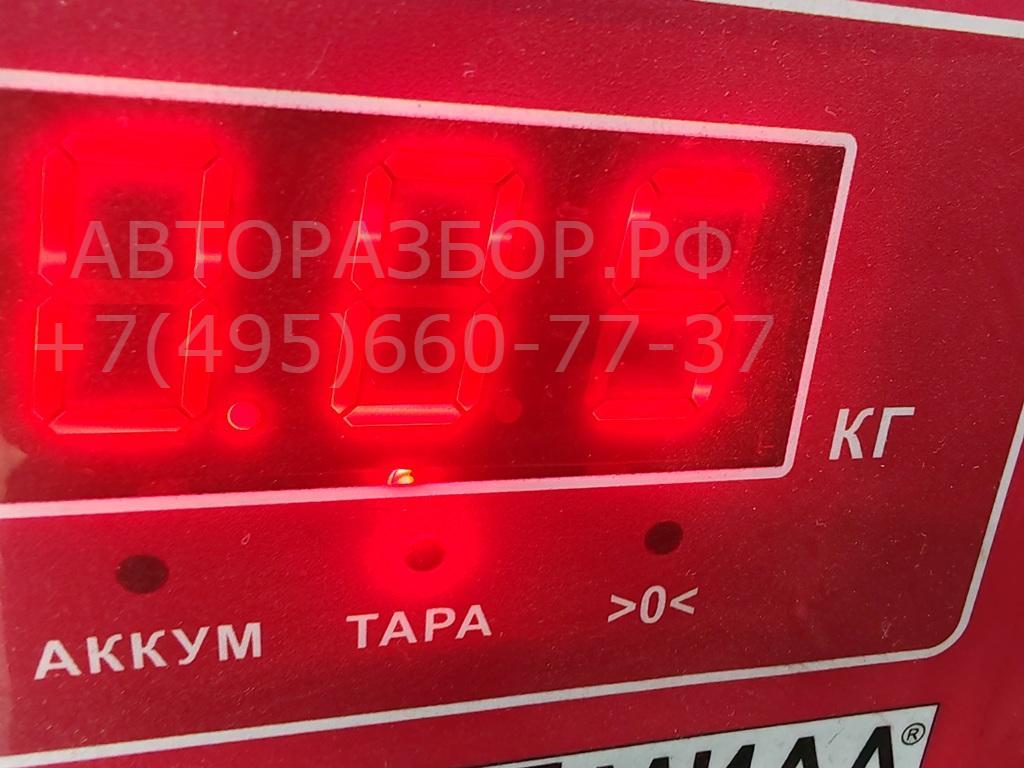 АВТОРАЗБОР.РФ
+7(495)660-77-37
КГ
АККУМ ТАРА >0<
®